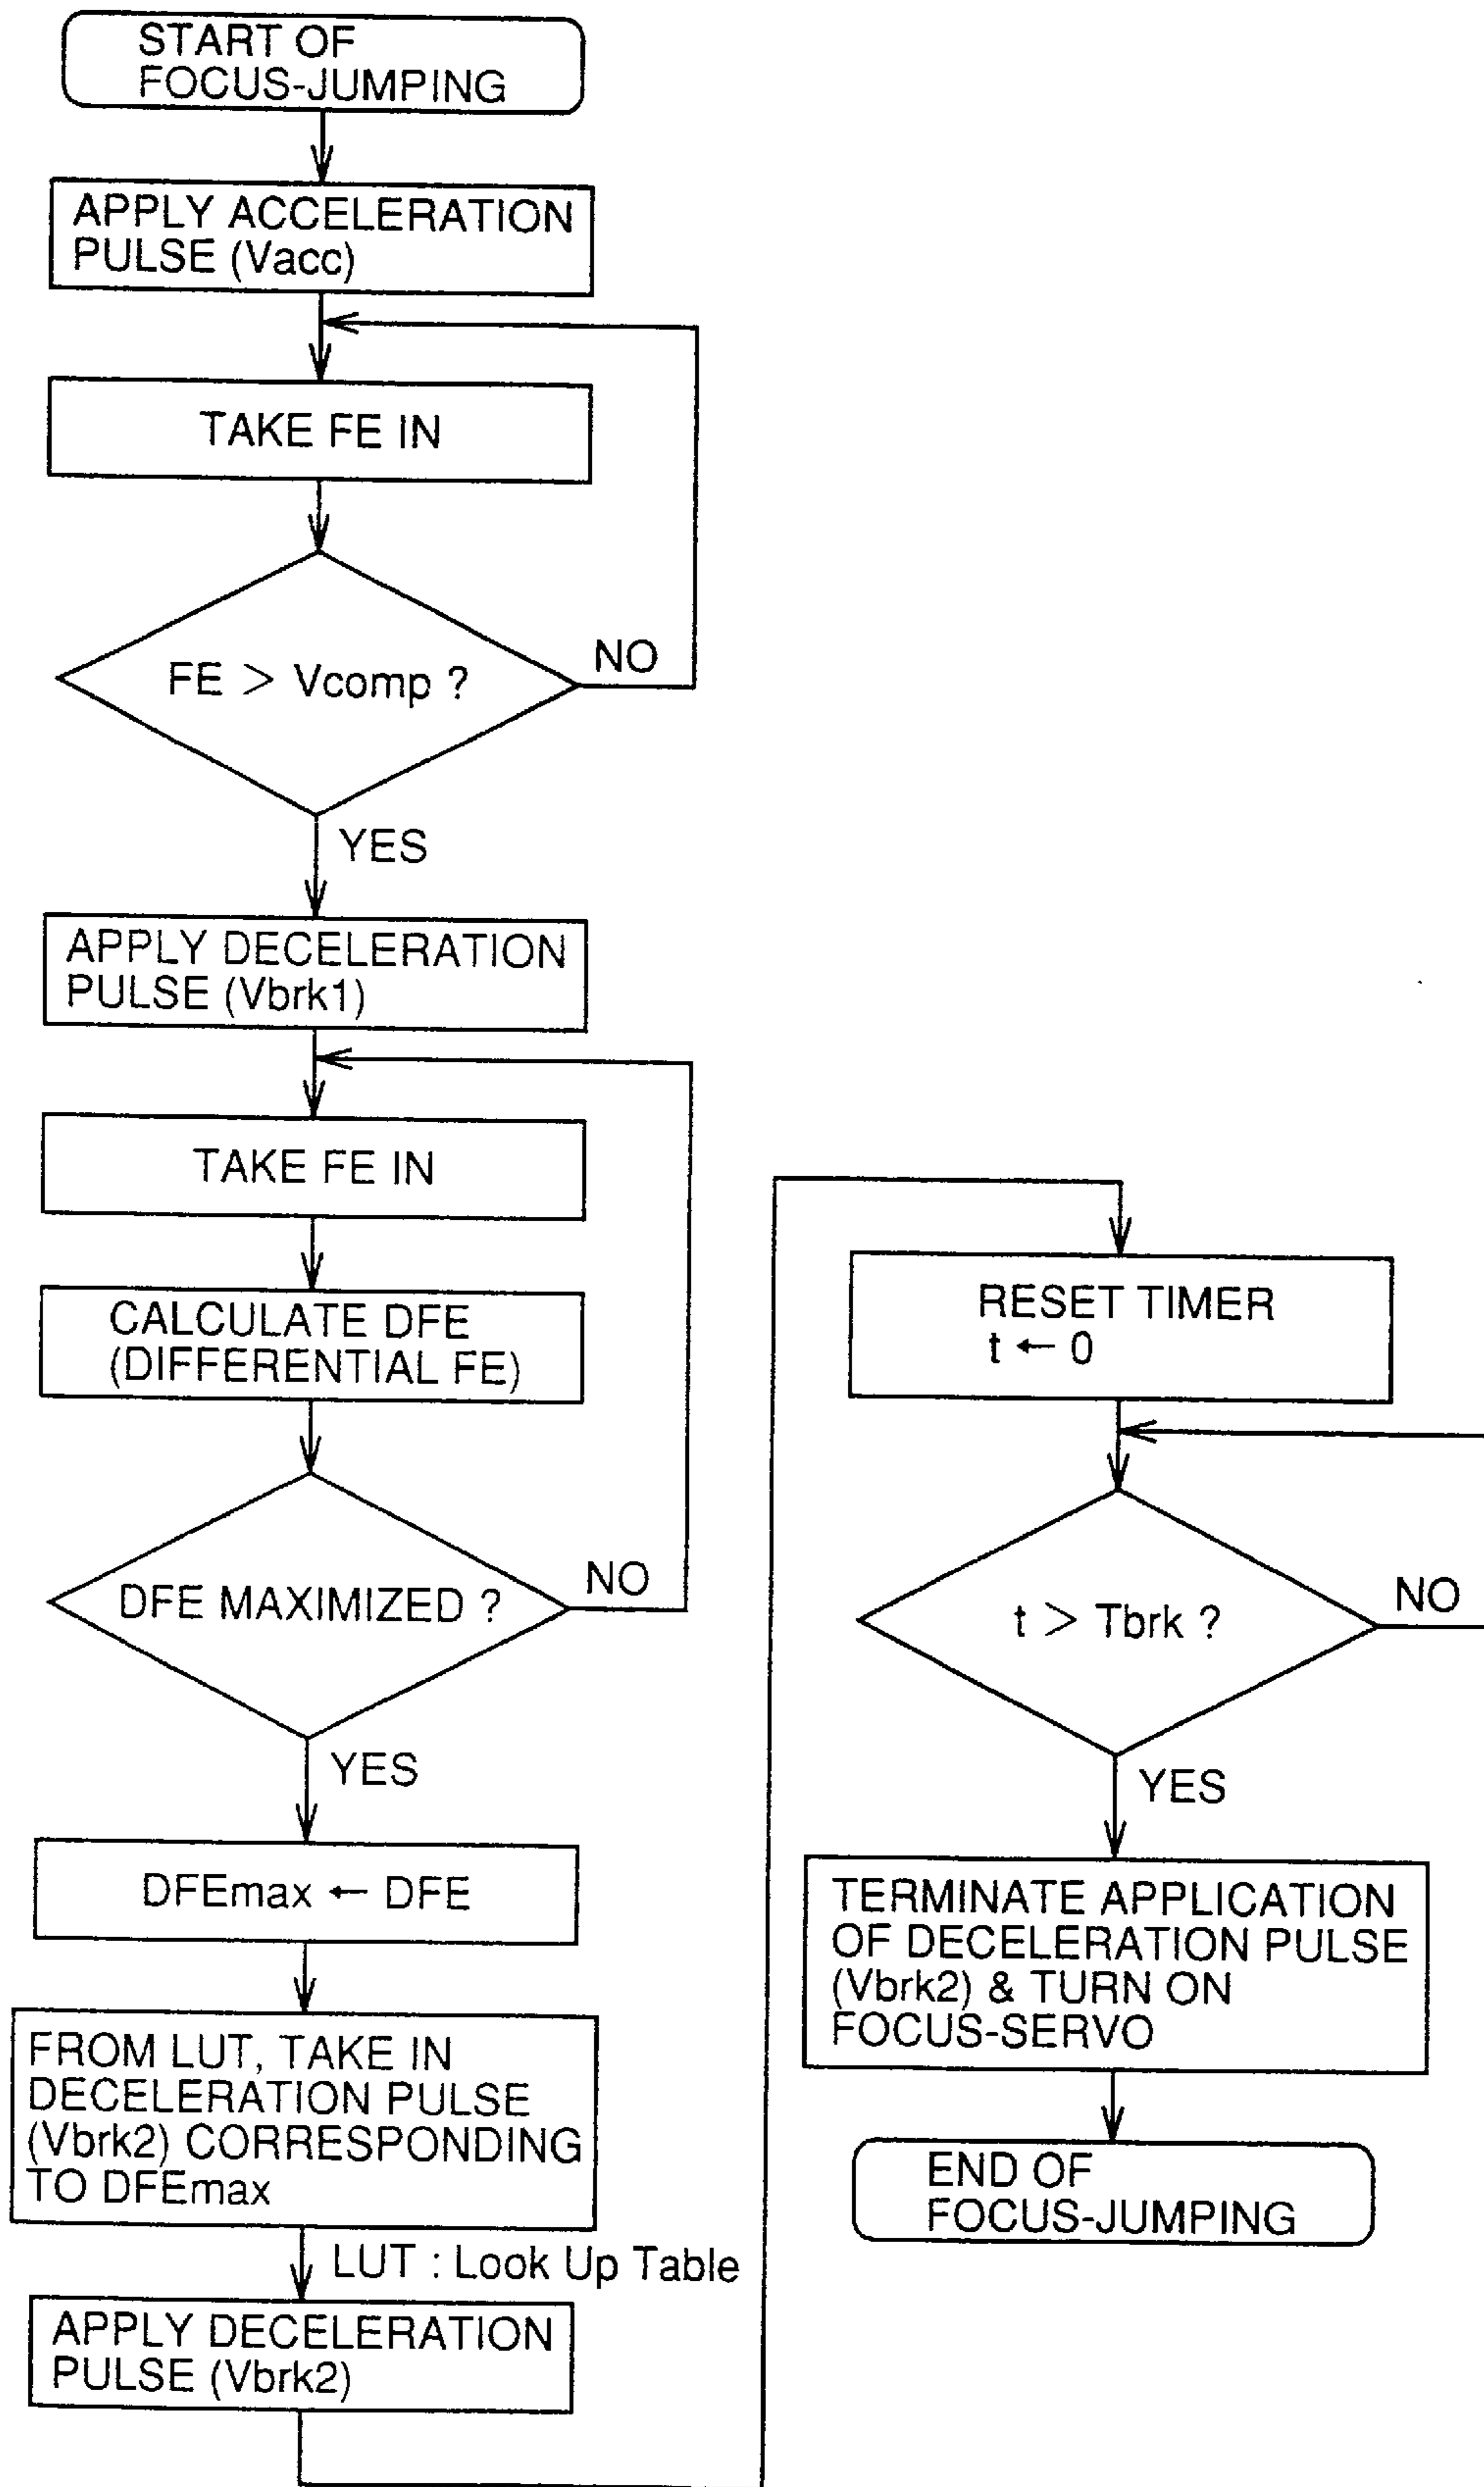 START OF
FOCUS-JUMPING
APPLY ACCELERATION
PULSE (Vacc)
TAKE FE IN
FE > Vcomp ?
NO
YES
APPLY DECELERATION
PULSE (Vbrk1)
TAKE FE IN
CALCULATE DFE
(DIFFERENTIAL FE)
DFE MAXIMIZED ?
NO
YES
DFEmax ← DFE
FROM LUT, TAKE IN
DECELERATION PULSE
(Vbrk2) CORRESPONDING
TO DFEmax
LUT : Look Up Table
APPLY DECELERATION
PULSE (Vbrk2)
RESET TIMER
t ← 0
t > Tbrk ?
NO
YES
TERMINATE APPLICATION
OF DECELERATION PULSE
(Vbrk2) & TURN ON
FOCUS-SERVO
END OF
FOCUS-JUMPING